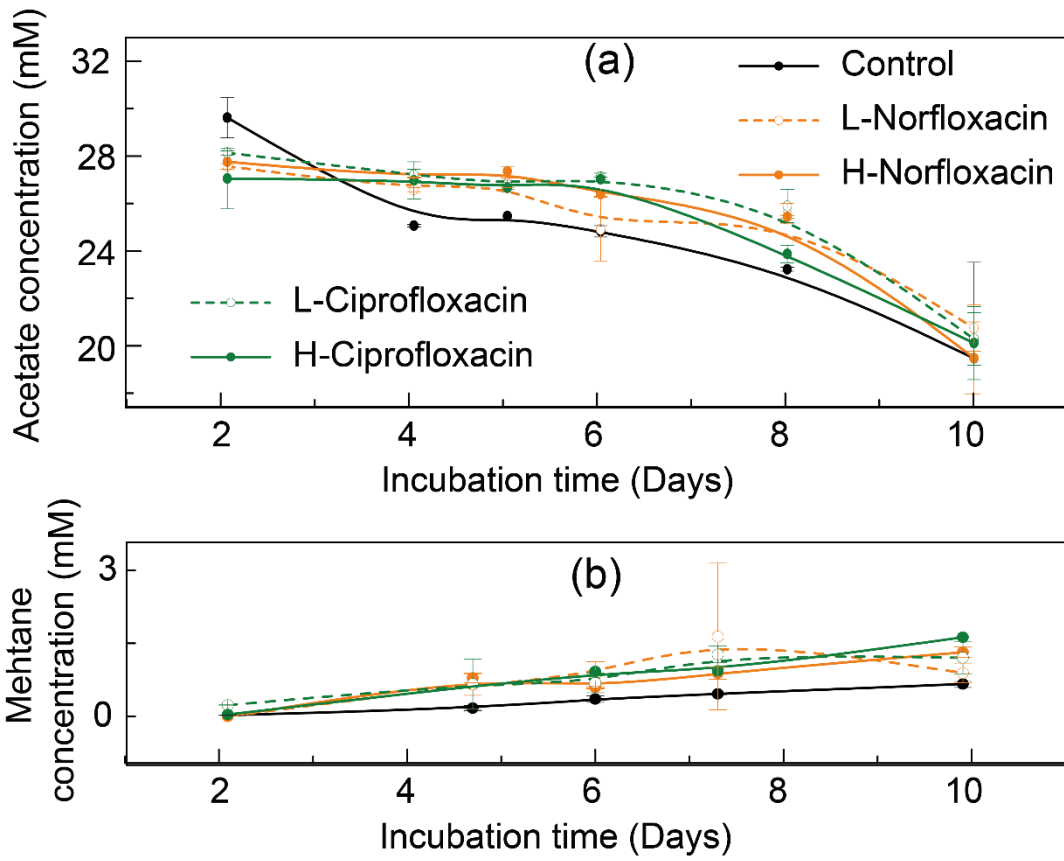 Acetate concentration (mM)
32
28
24
20
(a)
Control
L-Norfloxacin
H-Norfloxacin
L-Ciprofloxacin
H-Ciprofloxacin
2 4 6 8 10
Incubation time (Days)
Mehtane
concentration (mM)
3
0
(b)
2 4 6 8 10
Incubation time (Days)